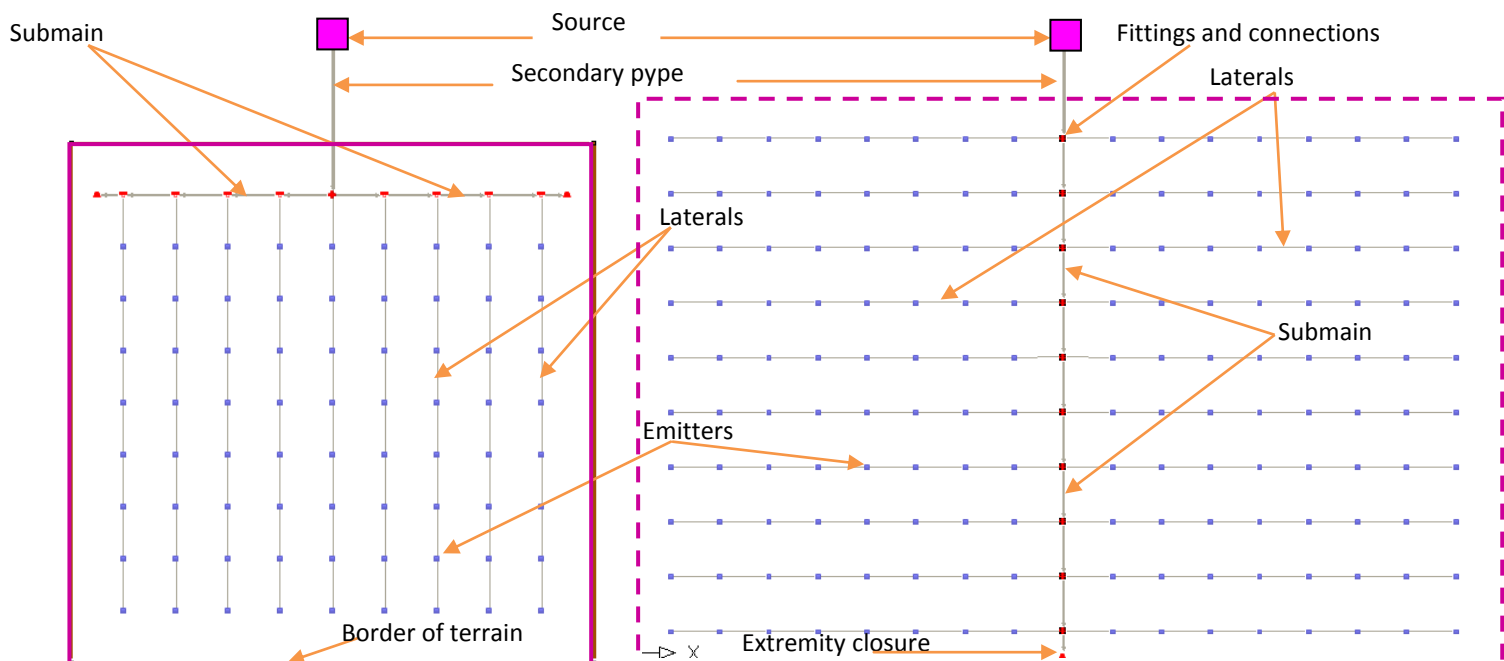 Source
Submain
Fittings and connections
Secondary pype
Laterals
Laterals
Submain
Emitters
Border of terrain
Extremity closure
X